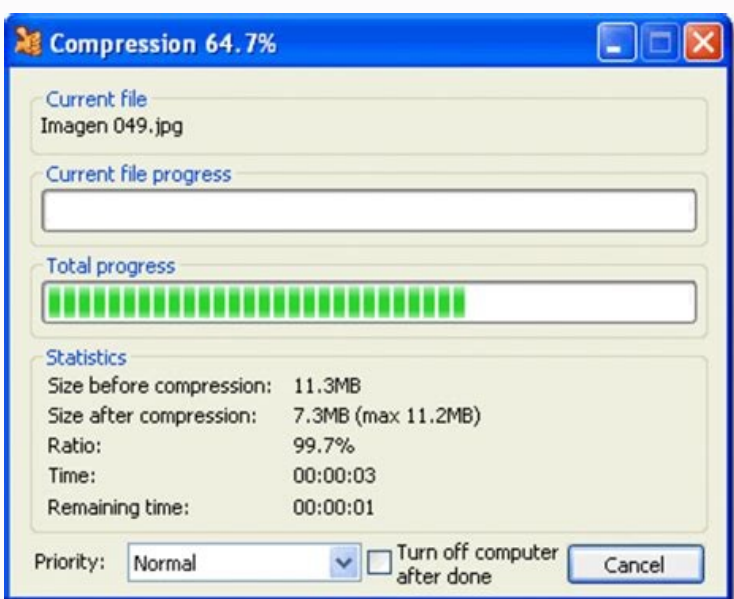 Compression 64.7%
Current file
Imagen 049.jpg
Current file progress
Total progress
Statistics
Size before compression: 11.3MB
Size after compression: 7.3MB (max 11.2MB)
Ratio: 99.7%
Time: 00:00:03
Remaining time: 00:00:01
Priority: Normal
Turn off computer
after done
Cancel